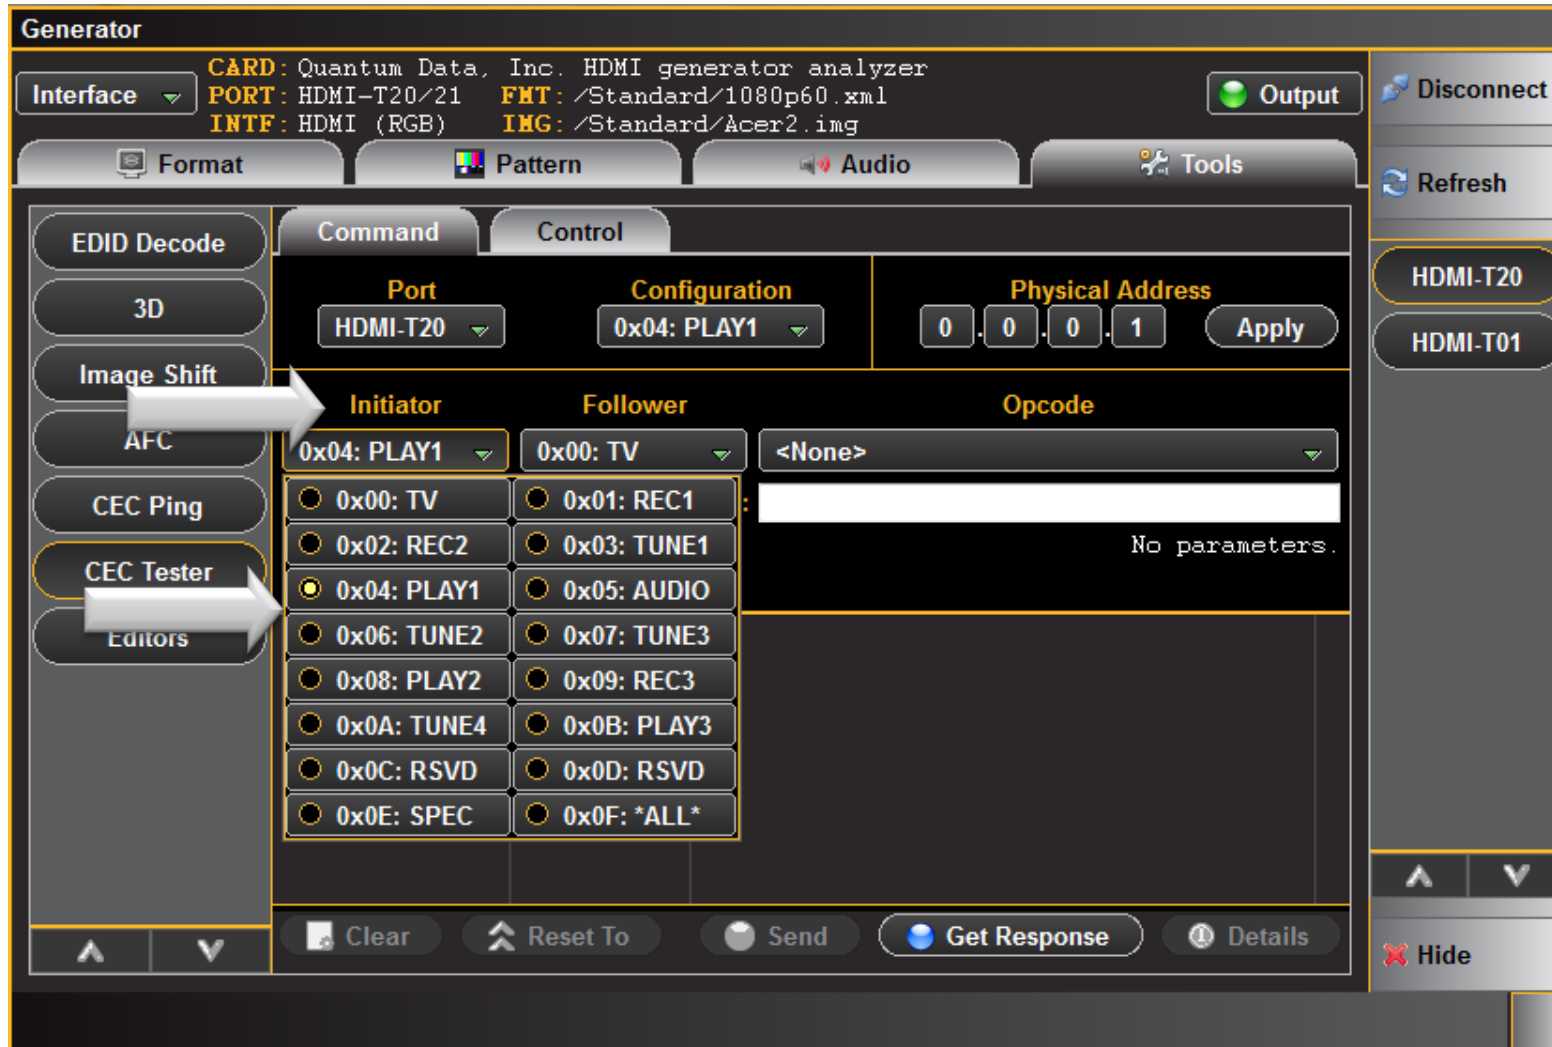 Generator
Interface
CARD: Quantum Data, Inc. HDMI generator analyzer
PORT: HDMI-T20/21 FMT: /Standard/1080p60.xml
INTF: HDMI (RGB) IMG: /Standard/Acer2.img
Output
Disconnect
Refresh
Format
Pattern
Audio
Tools
EDID Decode
3D
Image Shift
AFC
CEC Ping
CEC Tester
Editors
Command
Control
Port
Configuration
Physical Address
HDMI-T20
0x04: PLAY1
0 . 0 . 0 . 1
Apply
Initiator
Follower
Opcode
0x04: PLAY1
0x00: TV
<None>
0x00: TV
0x01: REC1
:
0x02: REC2
0x03: TUNE1
No parameters.
0x04: PLAY1
0x05: AUDIO
0x06: TUNE2
0x07: TUNE3
0x08: PLAY2
0x09: REC3
0x0A: TUNE4
0x0B: PLAY3
0x0C: RSVD
0x0D: RSVD
0x0E: SPEC
0x0F: *ALL*
Clear
Reset To
Send
Get Response
Details
HDMI-T20
HDMI-T01
Hide